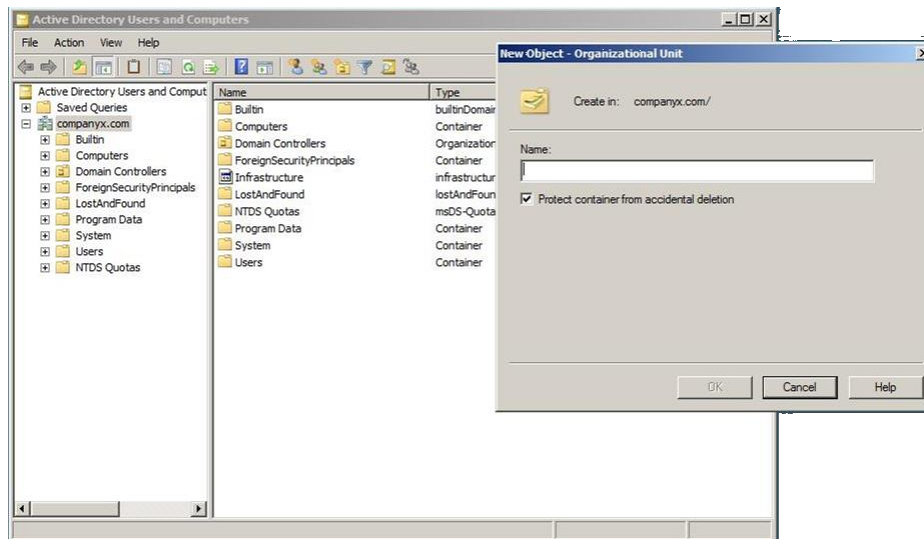 Active Directory Users and Computers
File Action View Help
Active Directory Users and Comput
Saved Queries
companyx.com
Builtin
Computers
Domain Controllers
ForeignSecurityPrincipals
LostAndFound
Program Data
System
Users
NTDS Quotas
Name Type
Builtin builtinDomair
Computers Container
Domain Controllers Organization
ForeignSecurityPrincipals Container
Infrastructure infrastructur
LostAndFound lostAndFoun
NTDS Quotas msDS-Quota
Program Data Container
System Container
Users Container
New Object - Organizational Unit
Create in: companyx.com/
Name:
Protect container from accidental deletion
OK Cancel Help